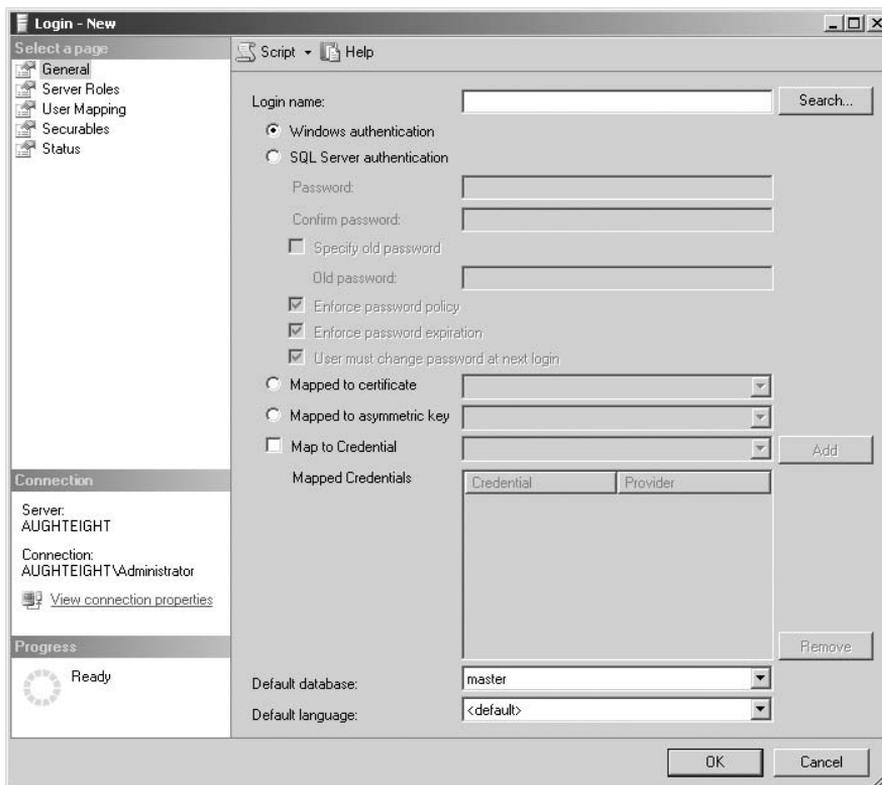 Login - New
Select a page
General
Server Roles
User Mapping
Securables
Status
Script
Help
Login name:
Search...
Windows authentication
SQL Server authentication
Password:
Confirm password:
Specify old password
Old password:
Enforce password policy
Enforce password expiration
User must change password at next login
Mapped to certificate
Mapped to asymmetric key
Map to Credential
Add
Mapped Credentials
Credential
Provider
Remove
Default database:
master
Default language:
<default>
Connection
Server:
AUGHTEIGHT
Connection:
AUGHTEIGHT\Administrator
View connection properties
Progress
Ready
OK
Cancel